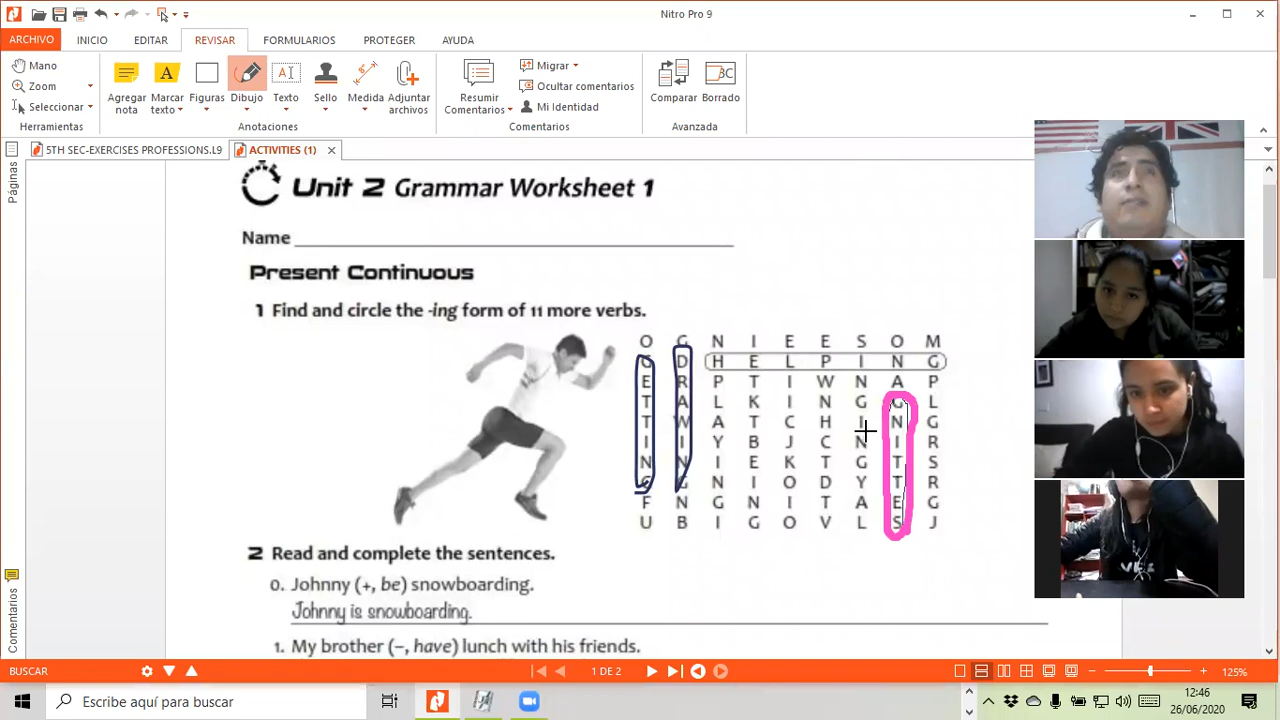 Nitro Pro 9
ARCHIVO INICIO EDITAR REVISAR FORMULARIOS PROTEGER AYUDA
Mano
Zoom
Seleccionar
Herramientas
Agregar nota
Marcar texto
Figuras
Dibujo
Texto
Sello
Medida
Adjuntar archivos
Anotaciones
Resumir Comentarios
Migrar
Ocultar comentarios
Mi Identidad
Comentarios
Comparar
Borrado
Avanzada
5TH SEC-EXERCISES PROFESSIONS.L9 ACTIVITIES (1)
Páginas
Unit 2 Grammar Worksheet 1
Name
Present Continuous
1 Find and circle the -ing form of 11 more verbs.
O G N I E E S O M
G D H E L P I N G
E R P T I W N A P
T A L K I N G G L
T W A T C H I N G
I I Y B J C N I R
N N I E K T G T S
G G N I O D Y T R
F N G N I T A E G
U B I G O V L S J
2 Read and complete the sentences.
0. Johnny (+, be) snowboarding.
Johnny is snowboarding.
1. My brother (–, have) lunch with his friends.
Comentarios
BUSCAR 1 DE 2 125%
Escribe aquí para buscar
12:46
26/06/2020